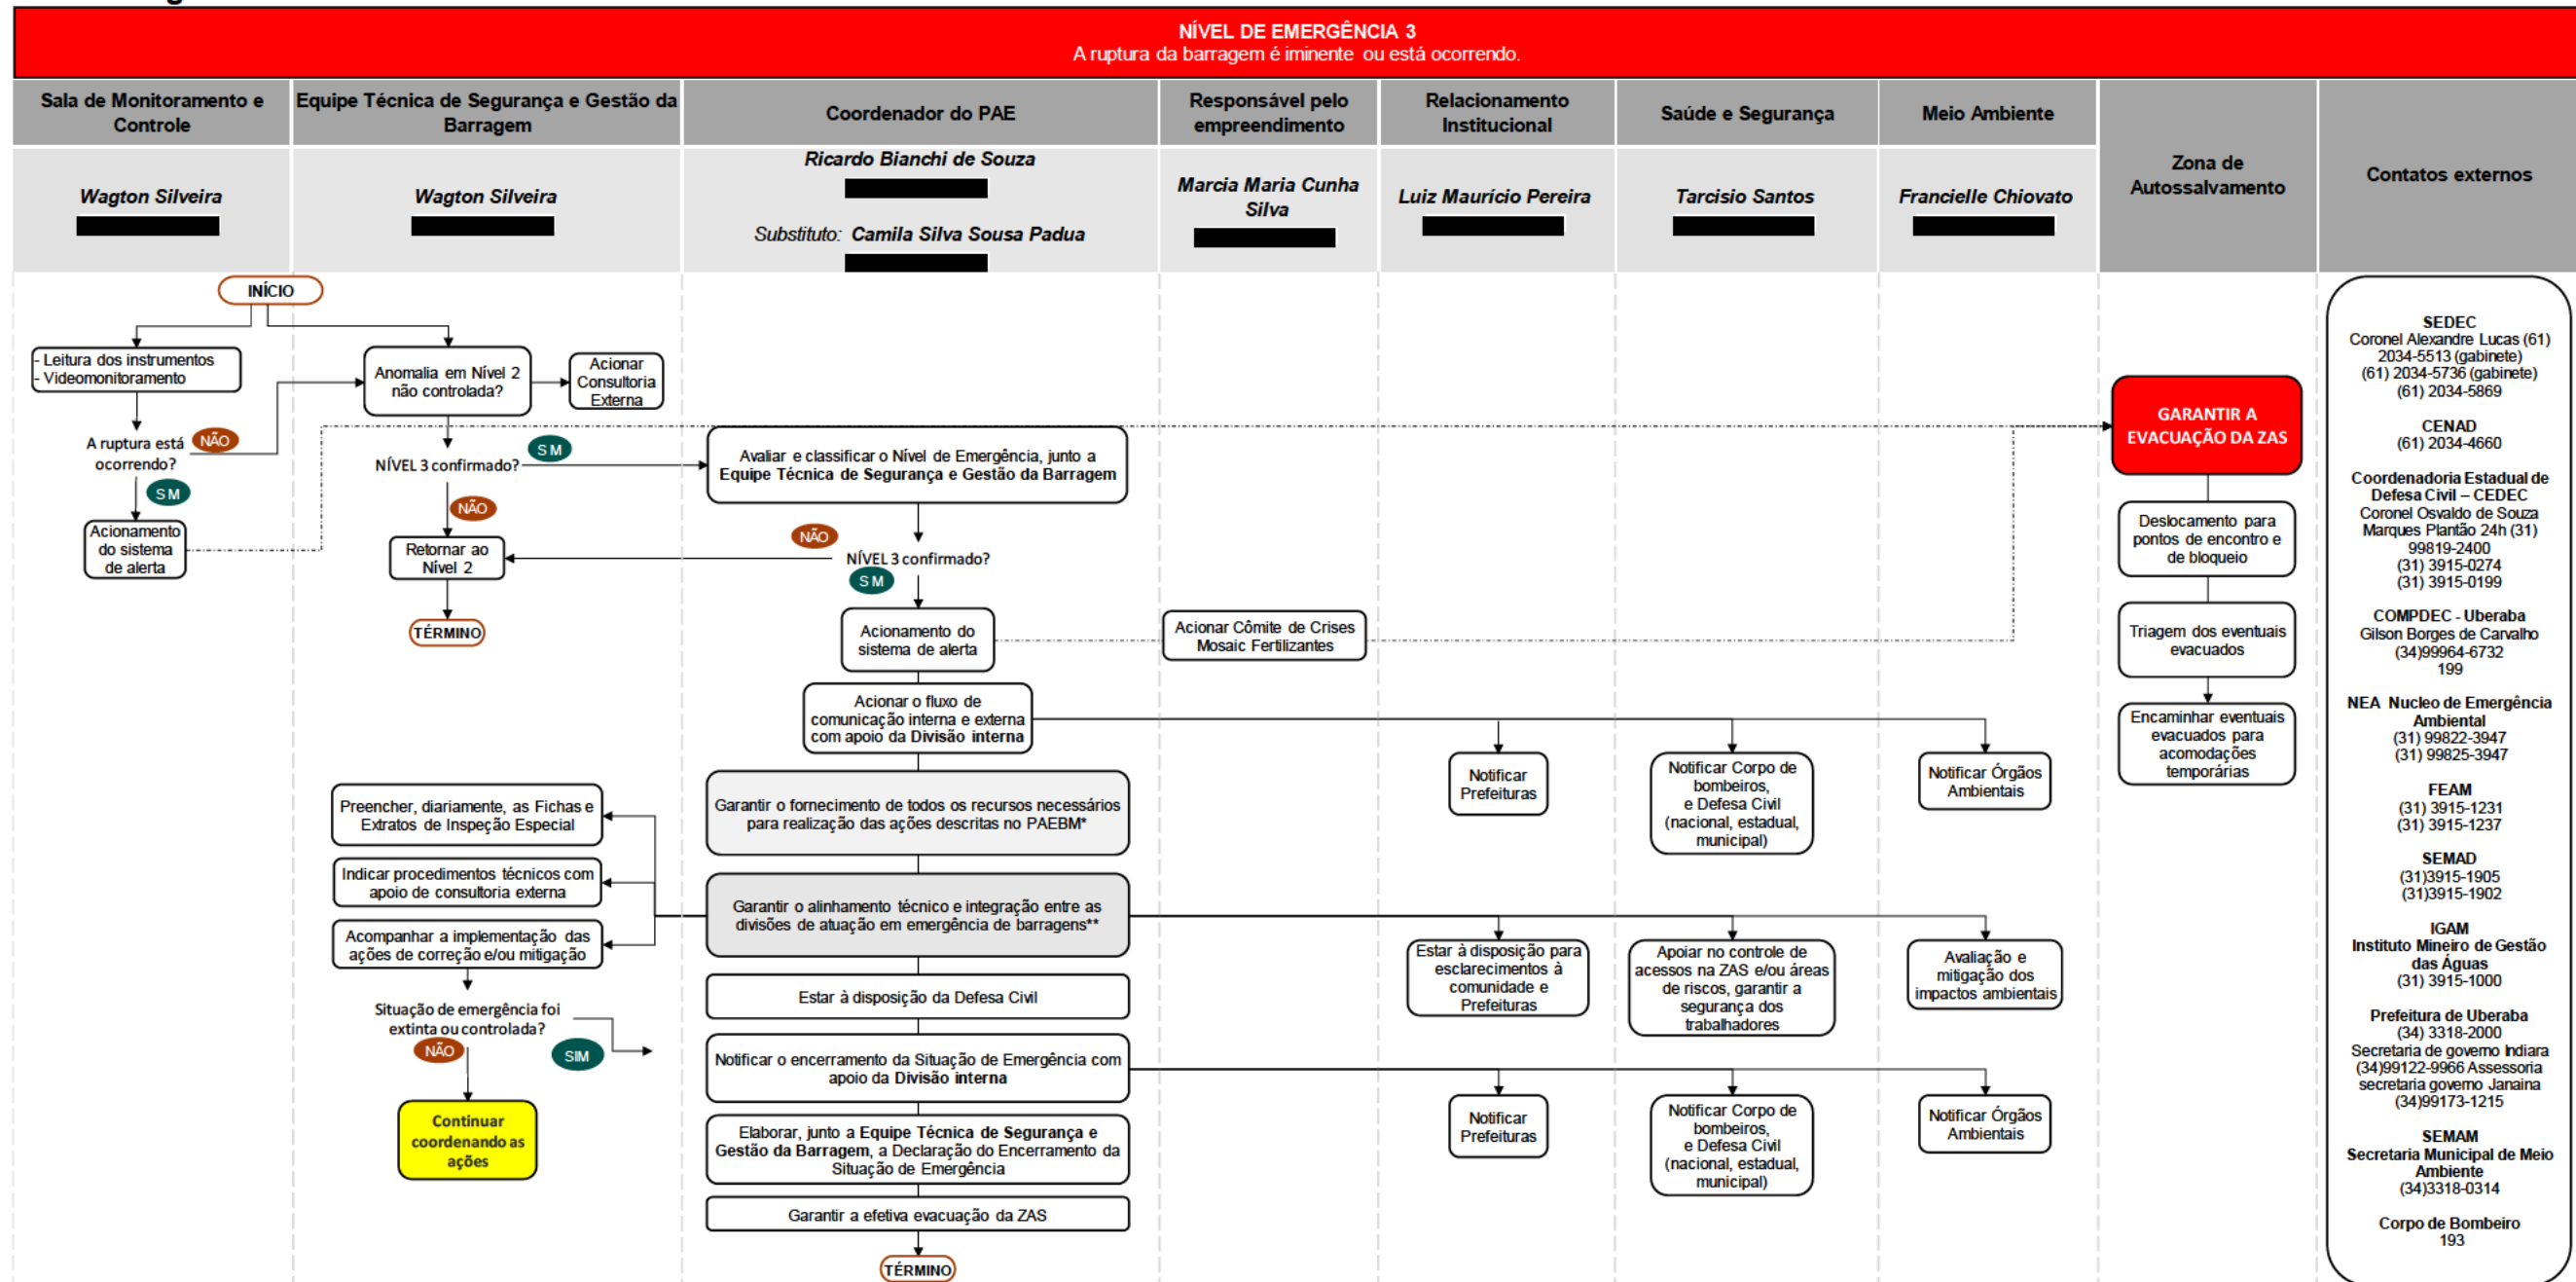 NÍVEL DE EMERGÊNCIA 3
A ruptura da barragem é iminente ou está ocorrendo.
Sala de Monitoramento e
Controle
Equipe Técnica de Segurança e Gestão da
Barragem
Coordenador do PAE
Responsável pelo
empreendimento
Relacionamento
Institucional
Saúde e Segurança
Meio Ambiente
Zona de
Autossalvamento
Contatos externos
Wagton Silveira
Wagton Silveira
Ricardo Bianchi de Souza
Substituto: Camila Silva Sousa Padua
Marcia Maria Cunha
Silva
Luiz Maurício Pereira
Tarcisio Santos
Francielle Chiovato
INÍCIO
- Leitura dos instrumentos
- Videomonitoramento
A ruptura está
ocorrendo?
NÃO
S M
Acionamento
do sistema
de alerta
Anomalia em Nível 2
não controlada?
Acionar
Consultoria
Externa
NÍVEL 3 confirmado?
S M
NÃO
Retornar ao
Nível 2
TÉRMINO
Avaliar e classificar o Nível de Emergência, junto a
Equipe Técnica de Segurança e Gestão da Barragem
NÃO
NÍVEL 3 confirmado?
S M
Acionamento do
sistema de alerta
Acionar Cômite de Crises
Mosaic Fertilizantes
Acionar o fluxo de
comunicação interna e externa
com apoio da Divisão interna
Notificar
Prefeituras
Notificar Corpo de
bombeiros,
e Defesa Civil
(nacional, estadual,
municipal)
Notificar Órgãos
Ambientais
Garantir o fornecimento de todos os recursos necessários
para realização das ações descritas no PAEBM*
Preencher, diariamente, as Fichas e
Extratos de Inspeção Especial
Indicar procedimentos técnicos com
apoio de consultoria externa
Acompanhar a implementação das
ações de correção e/ou mitigação
Situação de emergência foi
extinta ou controlada?
NÃO
SIM
Continuar
coordenando as
ações
Garantir o alinhamento técnico e integração entre as
divisões de atuação em emergência de barragens**
Estar à disposição para
esclarecimentos à
comunidade e
Prefeituras
Apoiar no controle de
acessos na ZAS e/ou áreas
de riscos, garantir a
segurança dos
trabalhadores
Avaliação e
mitigação dos
impactos ambientais
Estar à disposição da Defesa Civil
Notificar o encerramento da Situação de Emergência com
apoio da Divisão interna
Notificar
Prefeituras
Notificar Corpo de
bombeiros,
e Defesa Civil
(nacional, estadual,
municipal)
Notificar Órgãos
Ambientais
Elaborar, junto a Equipe Técnica de Segurança e
Gestão da Barragem, a Declaração do Encerramento da
Situação de Emergência
Garantir a efetiva evacuação da ZAS
TÉRMINO
GARANTIR A
EVACUAÇÃO DA ZAS
Deslocamento para
pontos de encontro e
de bloqueio
Triagem dos eventuais
evacuados
Encaminhar eventuais
evacuados para
acomodações
temporárias
SEDEC
Coronel Alexandre Lucas (61)
2034-5513 (gabinete)
(61) 2034-5736 (gabinete)
(61) 2034-5869
CENAD
(61) 2034-4660
Coordenadoria Estadual de
Defesa Civil – CEDEC
Coronel Osvaldo de Souza
Marques Plantão 24h (31)
99819-2400
(31) 3915-0274
(31) 3915-0199
COMPDEC - Uberaba
Gilson Borges de Carvalho
(34)99964-6732
199
NEA Nucleo de Emergência
Ambiental
(31) 99822-3947
(31) 99825-3947
FEAM
(31) 3915-1231
(31) 3915-1237
SEMAD
(31)3915-1905
(31)3915-1902
IGAM
Instituto Mineiro de Gestão
das Águas
(31) 3915-1000
Prefeitura de Uberaba
(34) 3318-2000
Secretaria de governo Indiara
(34)99122-9966 Assessoria
secretaria governo Janaina
(34)99173-1215
SEMAM
Secretaria Municipal de Meio
Ambiente
(34)3318-0314
Corpo de Bombeiro
193